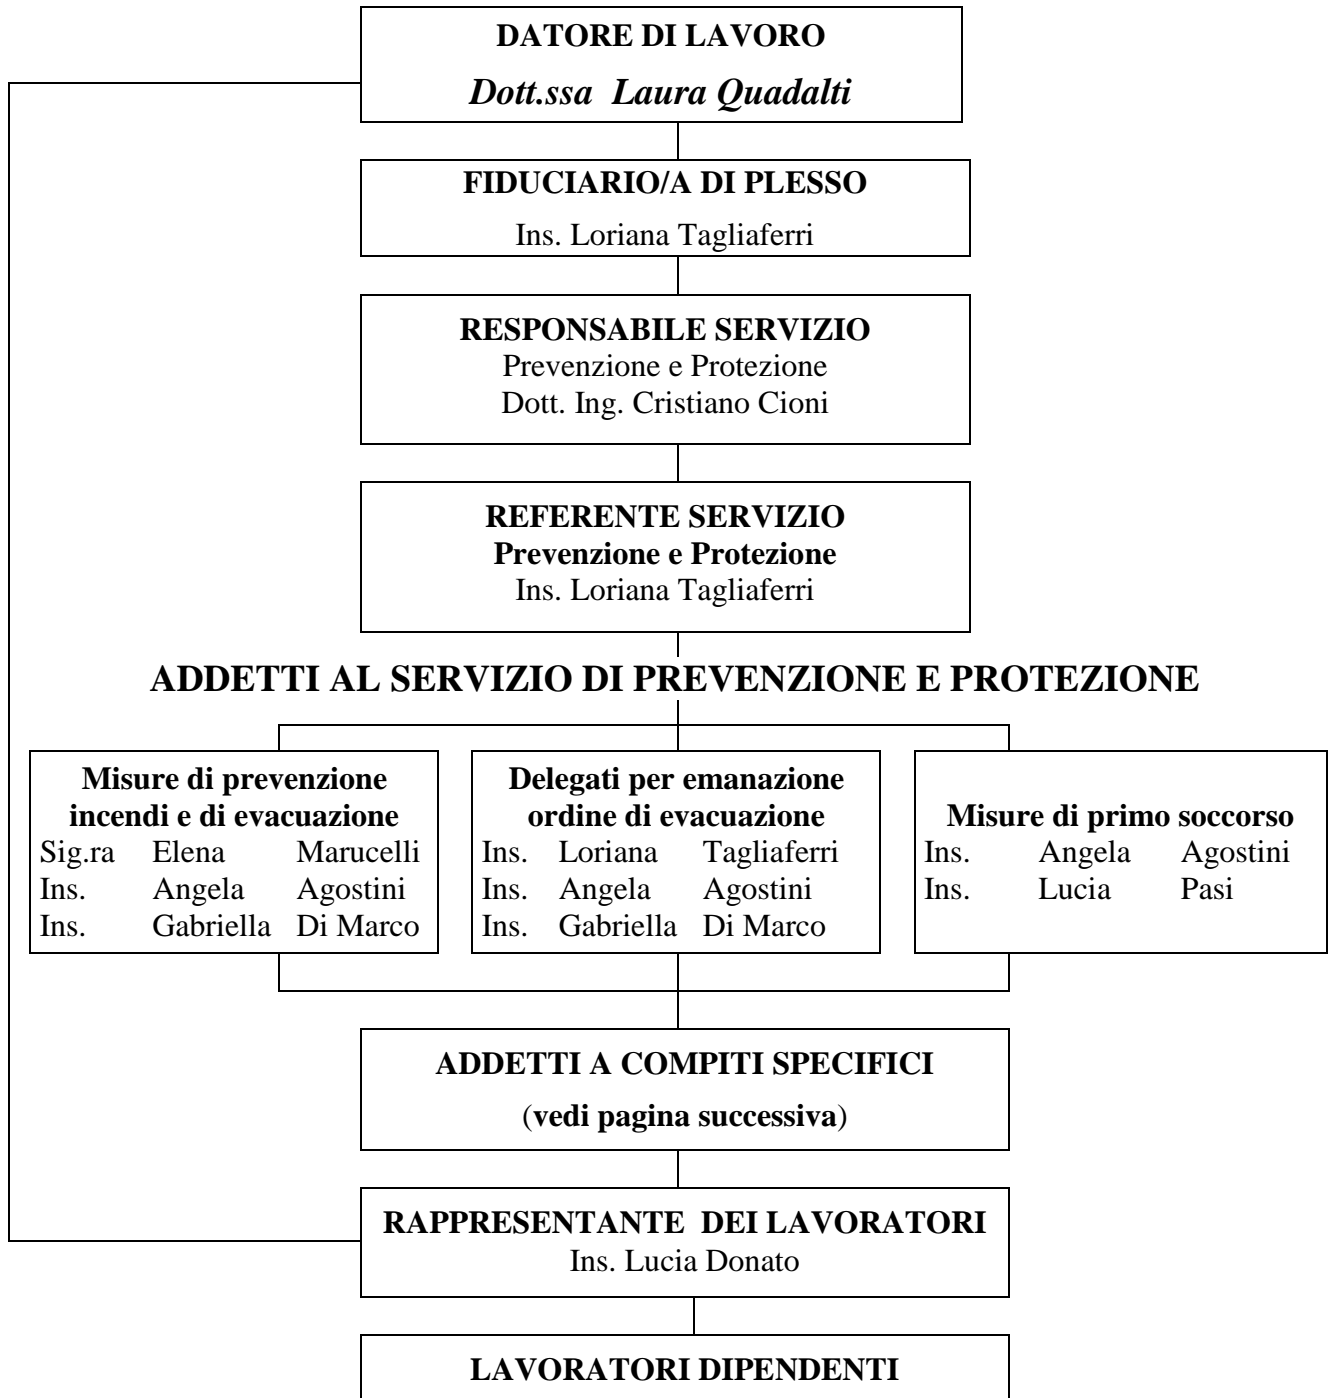 DATORE DI LAVORO
Dott.ssa Laura Quadalti
FIDUCIARIO/A DI PLESSO
Ins. Loriana Tagliaferri
RESPONSABILE SERVIZIO
Prevenzione e Protezione
Dott. Ing. Cristiano Cioni
REFERENTE SERVIZIO
Prevenzione e Protezione
Ins. Loriana Tagliaferri
ADDETTI AL SERVIZIO DI PREVENZIONE E PROTEZIONE
Misure di prevenzione
incendi e di evacuazione
Sig.ra Elena Marucelli
Ins. Angela Agostini
Ins. Gabriella Di Marco
Delegati per emanazione
ordine di evacuazione
Ins. Loriana Tagliaferri
Ins. Angela Agostini
Ins. Gabriella Di Marco
Misure di primo soccorso
Ins. Angela Agostini
Ins. Lucia Pasi
ADDETTI A COMPITI SPECIFICI
(vedi pagina successiva)
RAPPRESENTANTE DEI LAVORATORI
Ins. Lucia Donato
LAVORATORI DIPENDENTI